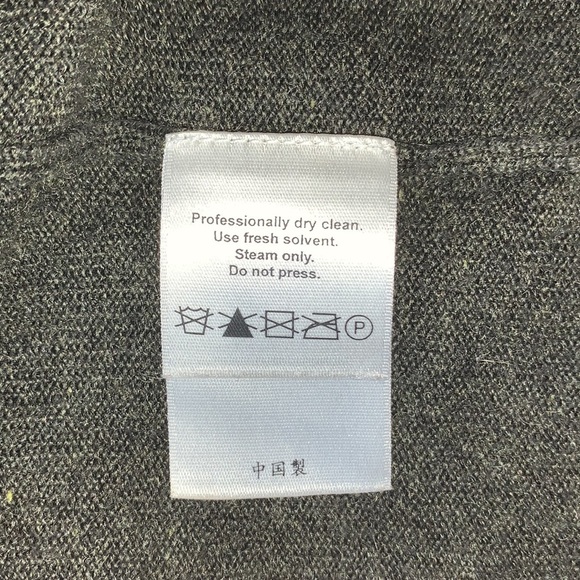 Professionally dry clean.
Use fresh solvent.
Steam only.
Do not press.
P
中国製